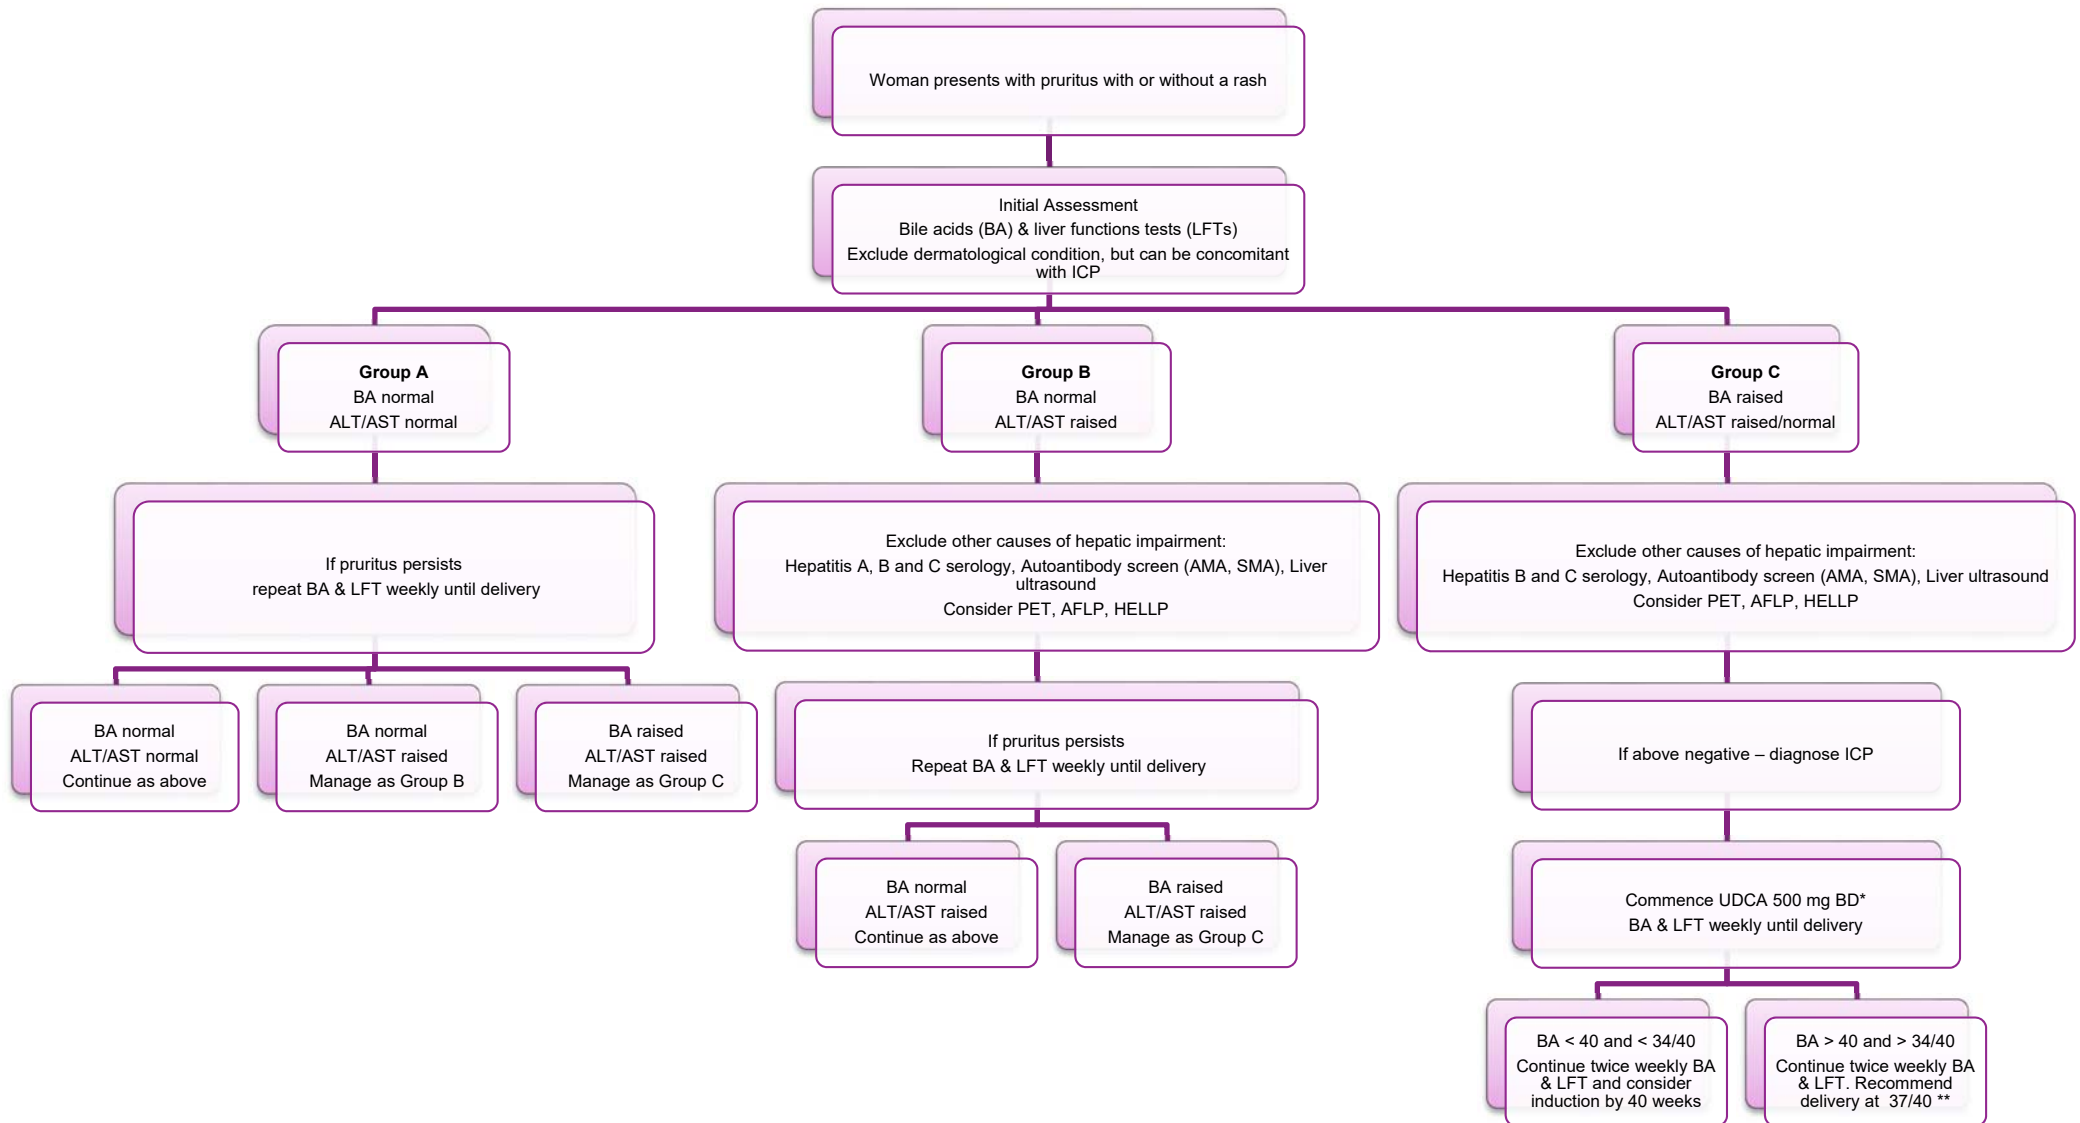 Woman presents with pruritus with or without a rash
Initial Assessment
Bile acids (BA) & liver functions tests (LFTs)
Exclude dermatological condition, but can be concomitant
with ICP
Group A
BA normal
ALT/AST normal
Group B
BA normal
ALT/AST raised
Group C
BA raised
ALT/AST raised/normal
If pruritus persists
repeat BA & LFT weekly until delivery
Exclude other causes of hepatic impairment:
Hepatitis A, B and C serology, Autoantibody screen (AMA, SMA), Liver
ultrasound
Consider PET, AFLP, HELLP
Exclude other causes of hepatic impairment:
Hepatitis B and C serology, Autoantibody screen (AMA, SMA), Liver ultrasound
Consider PET, AFLP, HELLP
BA normal
ALT/AST normal
Continue as above
BA normal
ALT/AST raised
Manage as Group B
BA raised
ALT/AST raised
Manage as Group C
If pruritus persists
Repeat BA & LFT weekly until delivery
If above negative – diagnose ICP
BA normal
ALT/AST raised
Continue as above
BA raised
ALT/AST raised
Manage as Group C
Commence UDCA 500 mg BD*
BA & LFT weekly until delivery
BA < 40 and < 34/40
Continue twice weekly BA
& LFT and consider
induction by 40 weeks
BA > 40 and > 34/40
Continue twice weekly BA
& LFT. Recommend
delivery at 37/40 **